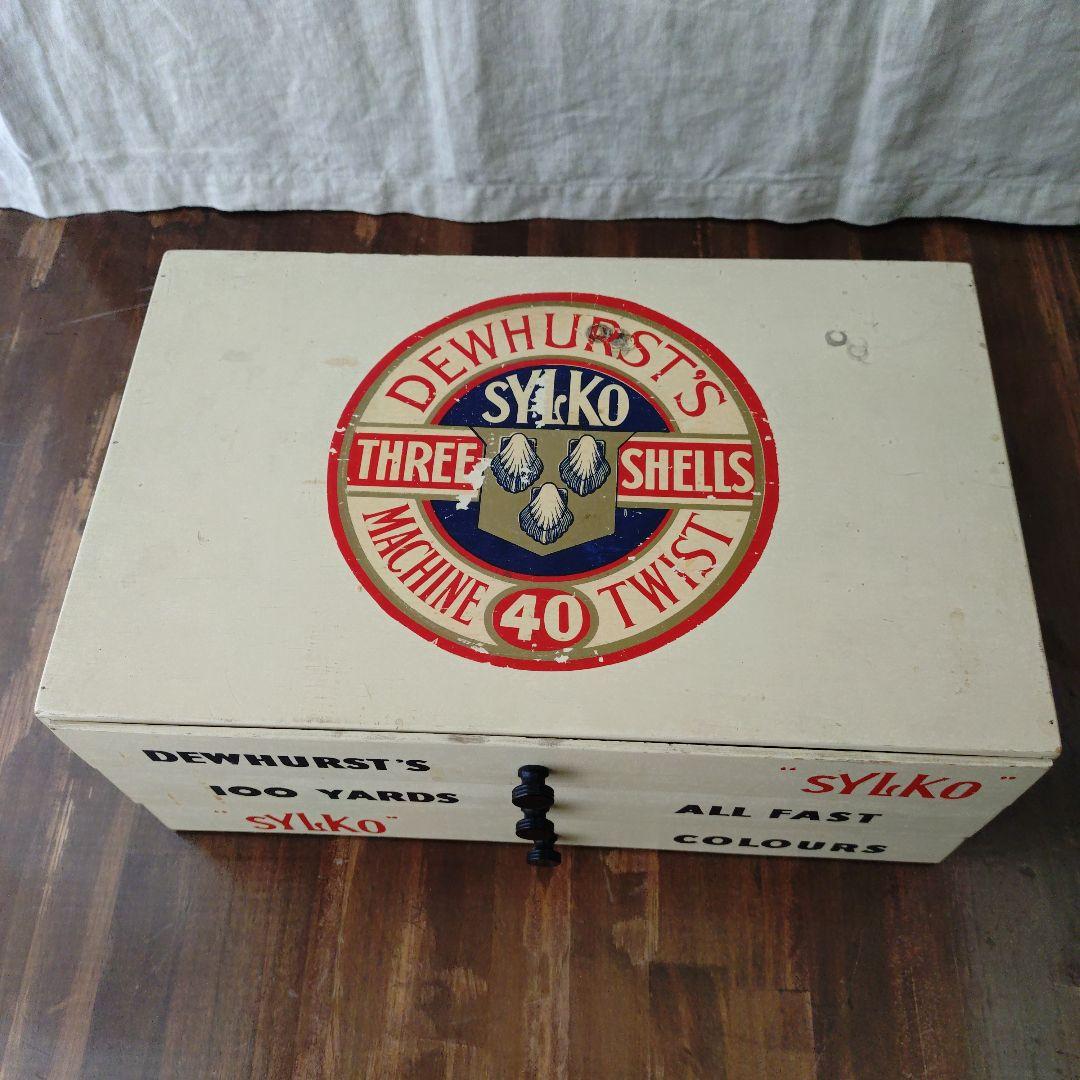 DEWHURST'S
SYLKO
THREE SHELLS
MACHINE 40 TWIST
DEWHURST'S
"SYLKO"
100 YARDS
ALL FAST
"SYLKO"
COLOURS